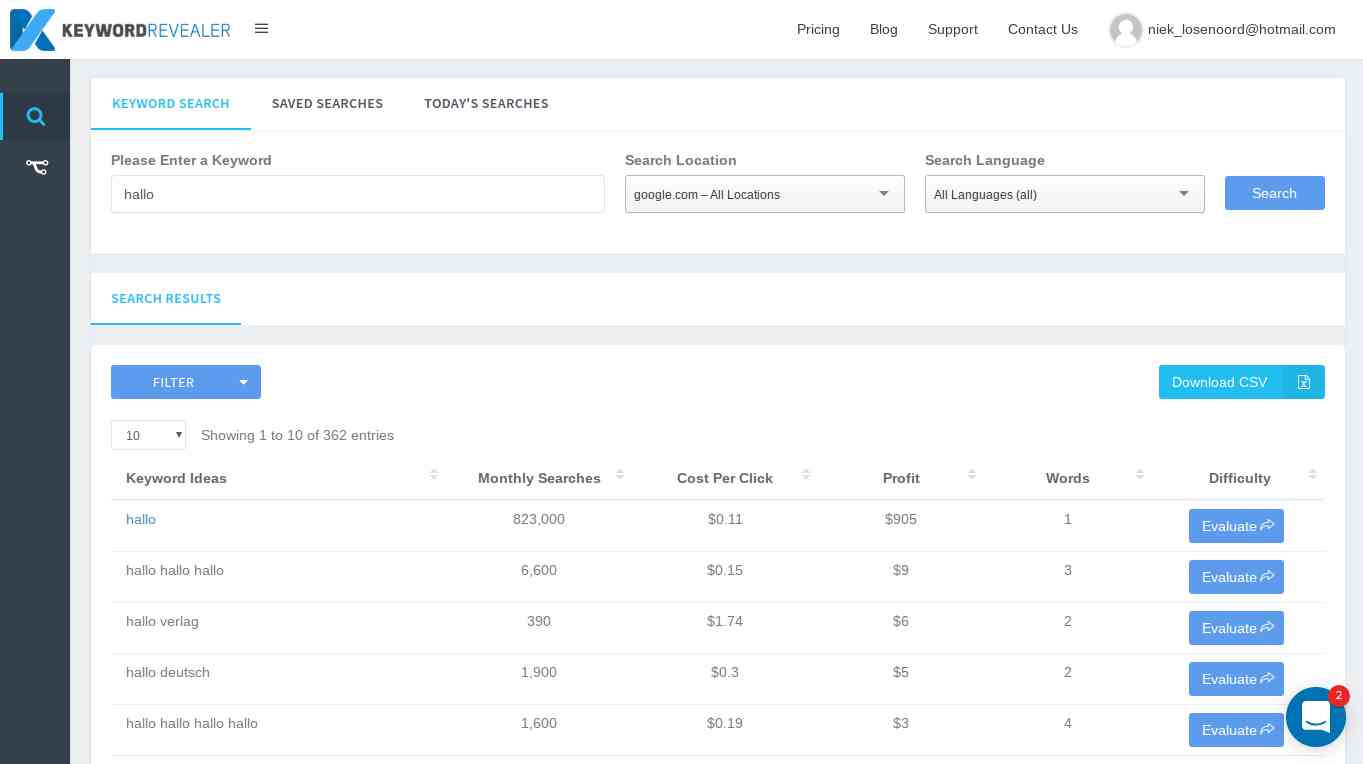 KEYWORDREVEALER
Pricing Blog Support Contact Us niek_losenoord@hotmail.com
KEYWORD SEARCH SAVED SEARCHES TODAY'S SEARCHES
Please Enter a Keyword Search Location Search Language
hallo google.com – All Locations All Languages (all) Search
SEARCH RESULTS
FILTER Download CSV
10 Showing 1 to 10 of 362 entries
Keyword Ideas Monthly Searches Cost Per Click Profit Words Difficulty
hallo 823,000 $0.11 $905 1 Evaluate
hallo hallo hallo 6,600 $0.15 $9 3 Evaluate
hallo verlag 390 $1.74 $6 2 Evaluate
hallo deutsch 1,900 $0.3 $5 2 Evaluate
2
hallo hallo hallo hallo 1,600 $0.19 $3 4 Evaluate